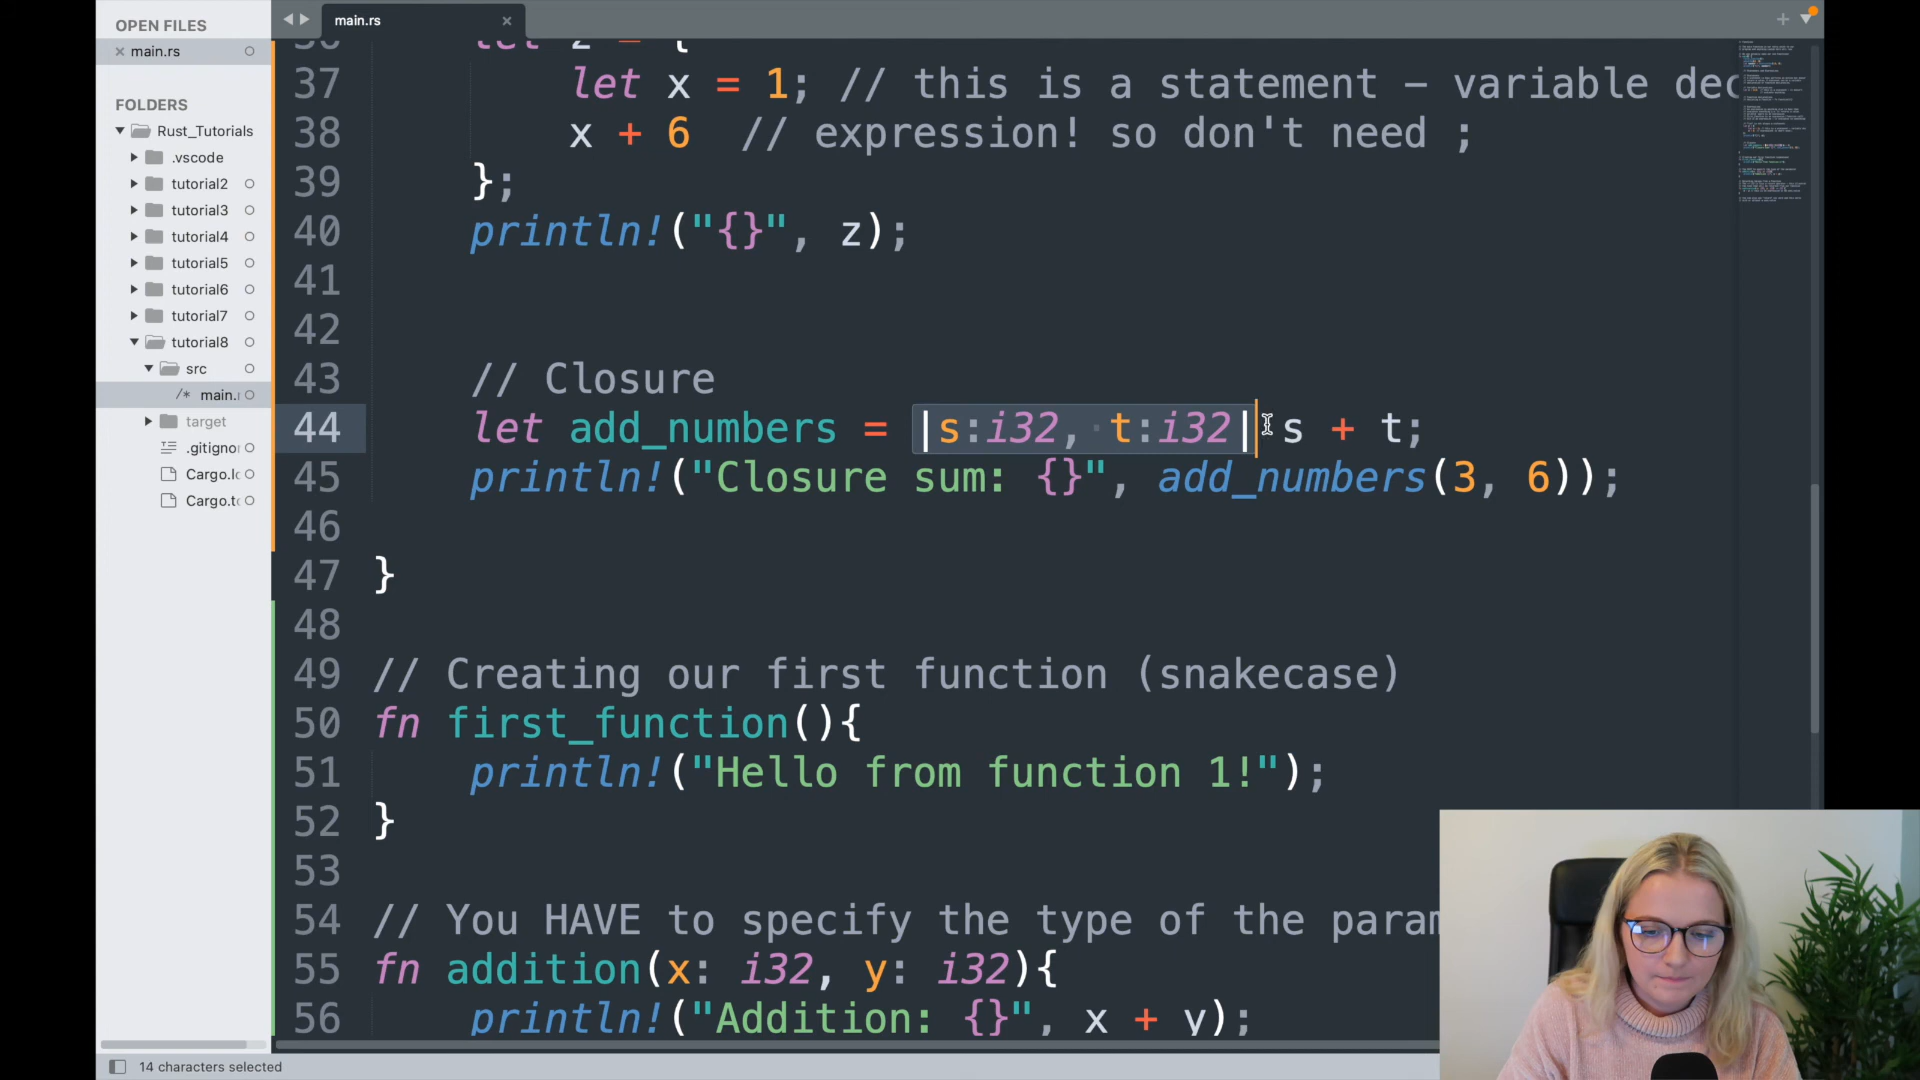 OPEN FILES
main.rs
FOLDERS
Rust_Tutorials
.vscode
tutorial2
tutorial3
tutorial4
tutorial5
tutorial6
tutorial7
tutorial8
src
/* main.
target
.gitigno
Cargo.l
Cargo.t
main.rs
36 let z = {
37 let x = 1; // this is a statement – variable dec
38 x + 6 // expression! so don't need ;
39 };
40 println!("{}", z);
41
42
43 // Closure
44 let add_numbers = |s:i32, t:i32| s + t;
45 println!("Closure sum: {}", add_numbers(3, 6));
46
47 }
48
49 // Creating our first function (snakecase)
50 fn first_function(){
51 println!("Hello from function 1!");
52 }
53
54 // You HAVE to specify the type of the param
55 fn addition(x: i32, y: i32){
56 println!("Addition: {}", x + y);
14 characters selected